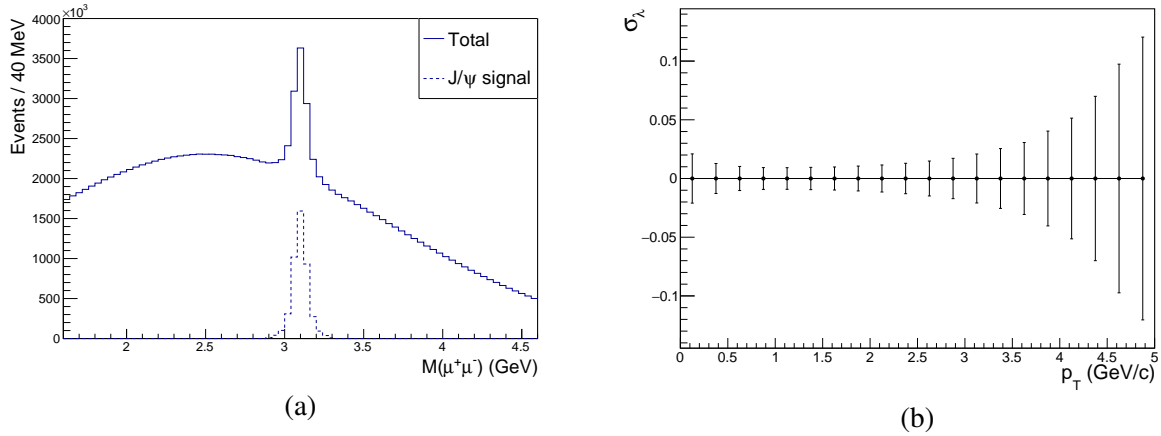 ×10³
4000
3500
3000
2500
2000
1500
1000
500
0
Events / 40 MeV
Total
J/ψ signal
2 2.5 3 3.5 4 4.5
M(μ⁺μ⁻) (GeV)
(a)
σλ
0.1
0.05
0
−0.05
−0.1
0 0.5 1 1.5 2 2.5 3 3.5 4 4.5 5
p_T (GeV/c)
(b)